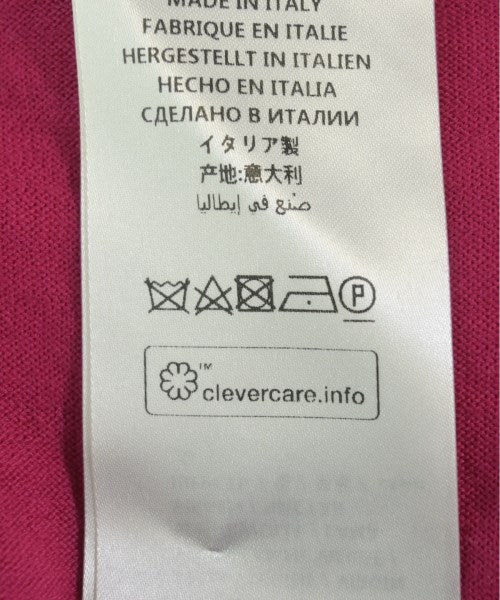 MADE IN ITALY
FABRIQUE EN ITALIE
HERGESTELLT IN ITALIEN
HECHO EN ITALIA
СДЕЛАНО В ИТАЛИИ
イタリア製
产地:意大利
صنع في إيطاليا
P
™
clevercare.info